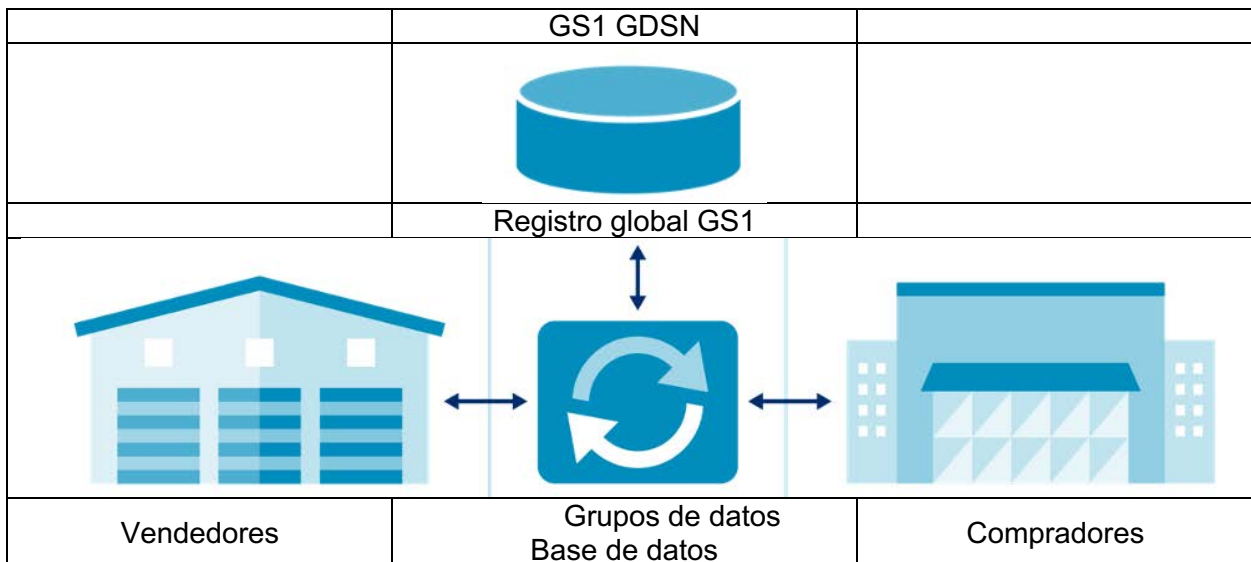 GS1 GDSN
Registro global GS1
Vendedores
Grupos de datos
Base de datos
Compradores